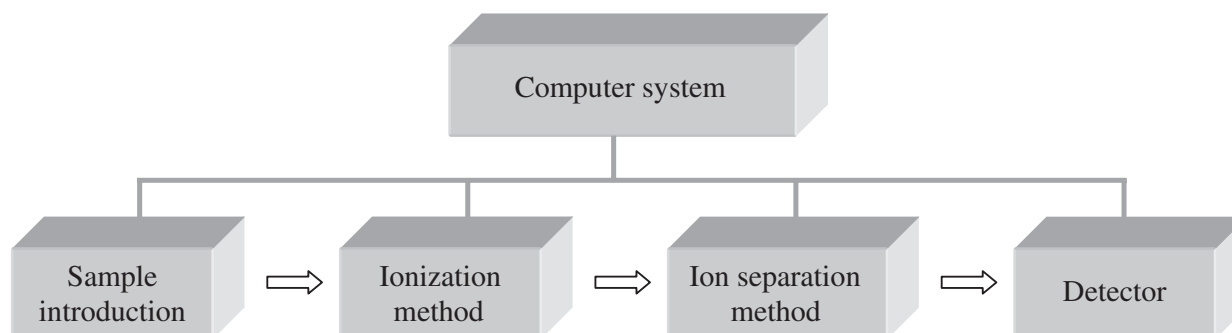 Computer system
Sample
introduction
Ionization
method
Ion separation
method
Detector